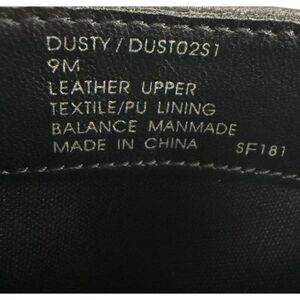 DUSTY/DUST02S1
9M
LEATHER UPPER
TEXTILE/PU LINING
BALANCE MANMADE
MADE IN CHINA SF181